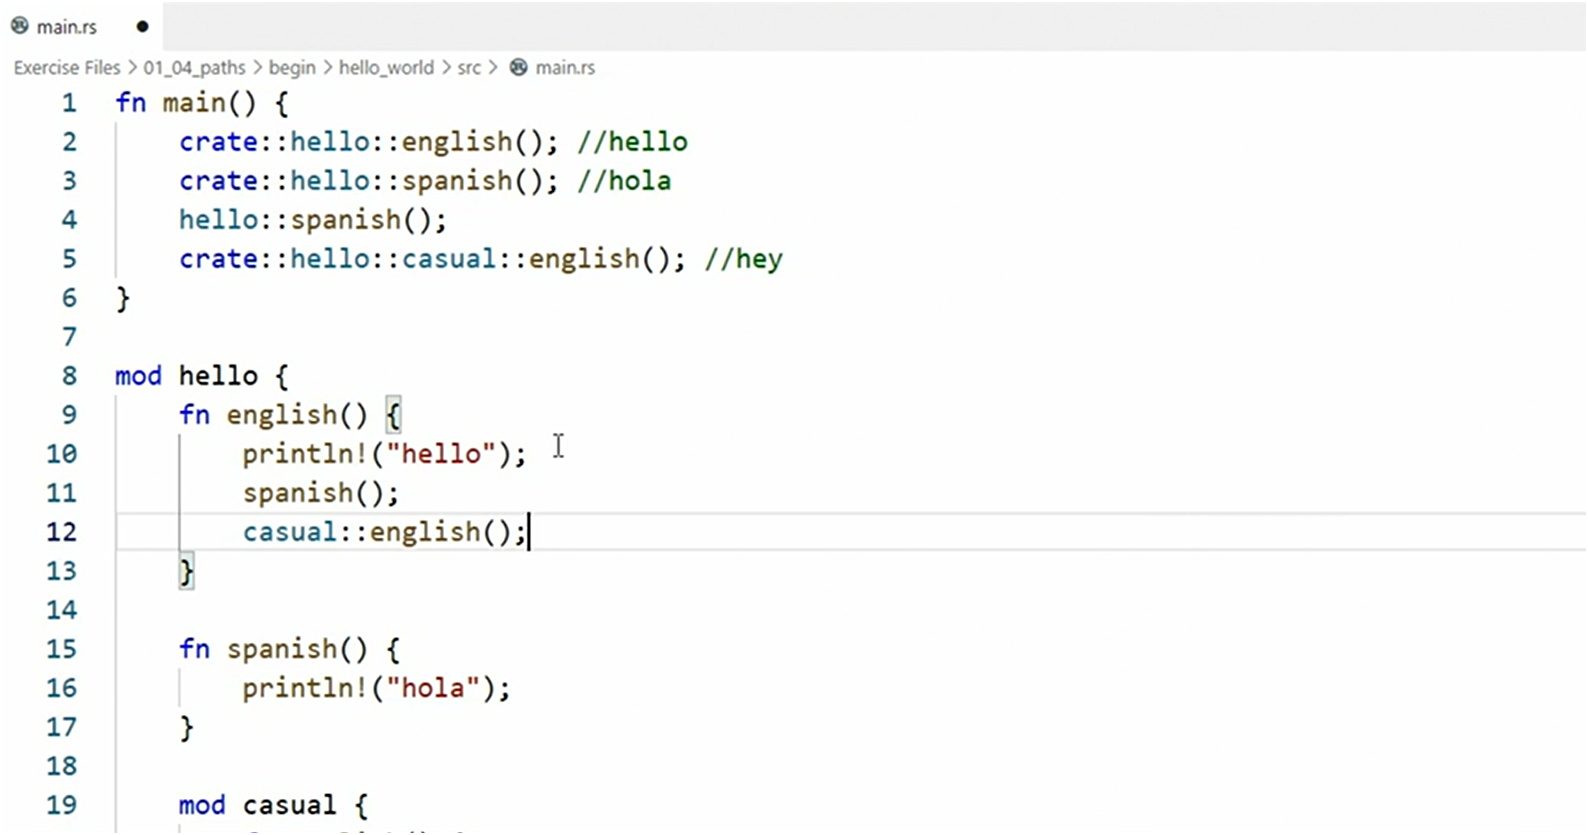 main.rs ●
Exercise Files > 01_04_paths > begin > hello_world > src > main.rs
1 fn main() {
2 crate::hello::english(); //hello
3 crate::hello::spanish(); //hola
4 hello::spanish();
5 crate::hello::casual::english(); //hey
6 }
7
8 mod hello {
9 fn english() {
10 println!("hello");
11 spanish();
12 casual::english();
13 }
14
15 fn spanish() {
16 println!("hola");
17 }
18
19 mod casual {